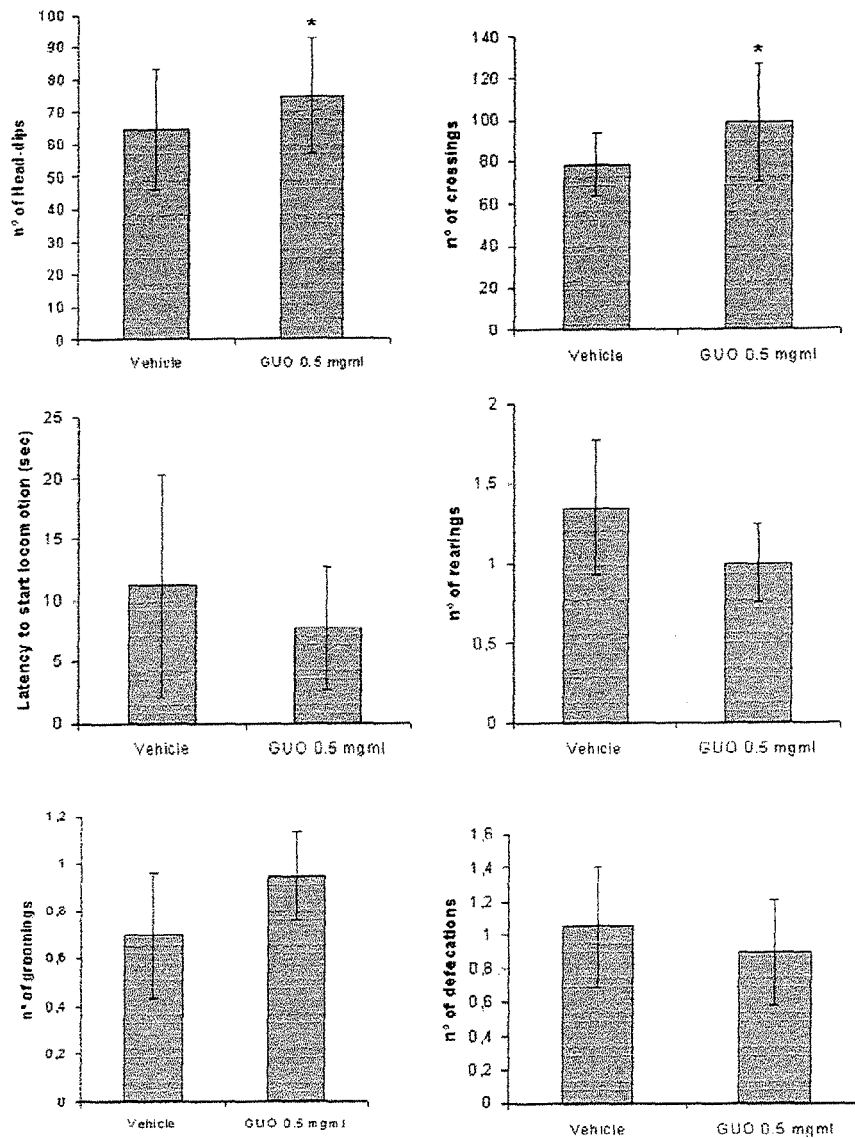 n° of Head-dips
100
90
80
70
60
50
40
30
20
10
0
*
Vehicle
GUO 0.5 mgml
n° of crossings
140
120
100
80
60
40
20
0
*
Vehicle
GUO 0.5 mgml
Latency to start locomotion (sec)
25
20
15
10
5
0
Vehicle
GUO 0.5 mgml
n° of rearings
2
1,5
1
0,5
0
Vehicle
GUO 0.5 mgml
n° of groomings
1,2
1
0,8
0,6
0,4
0,2
0
Vehicle
GUO 0.5 mgml
n° of defecations
1,6
1,4
1,2
1
0,8
0,6
0,4
0,2
0
Vehicle
GUO 0.5 mgml